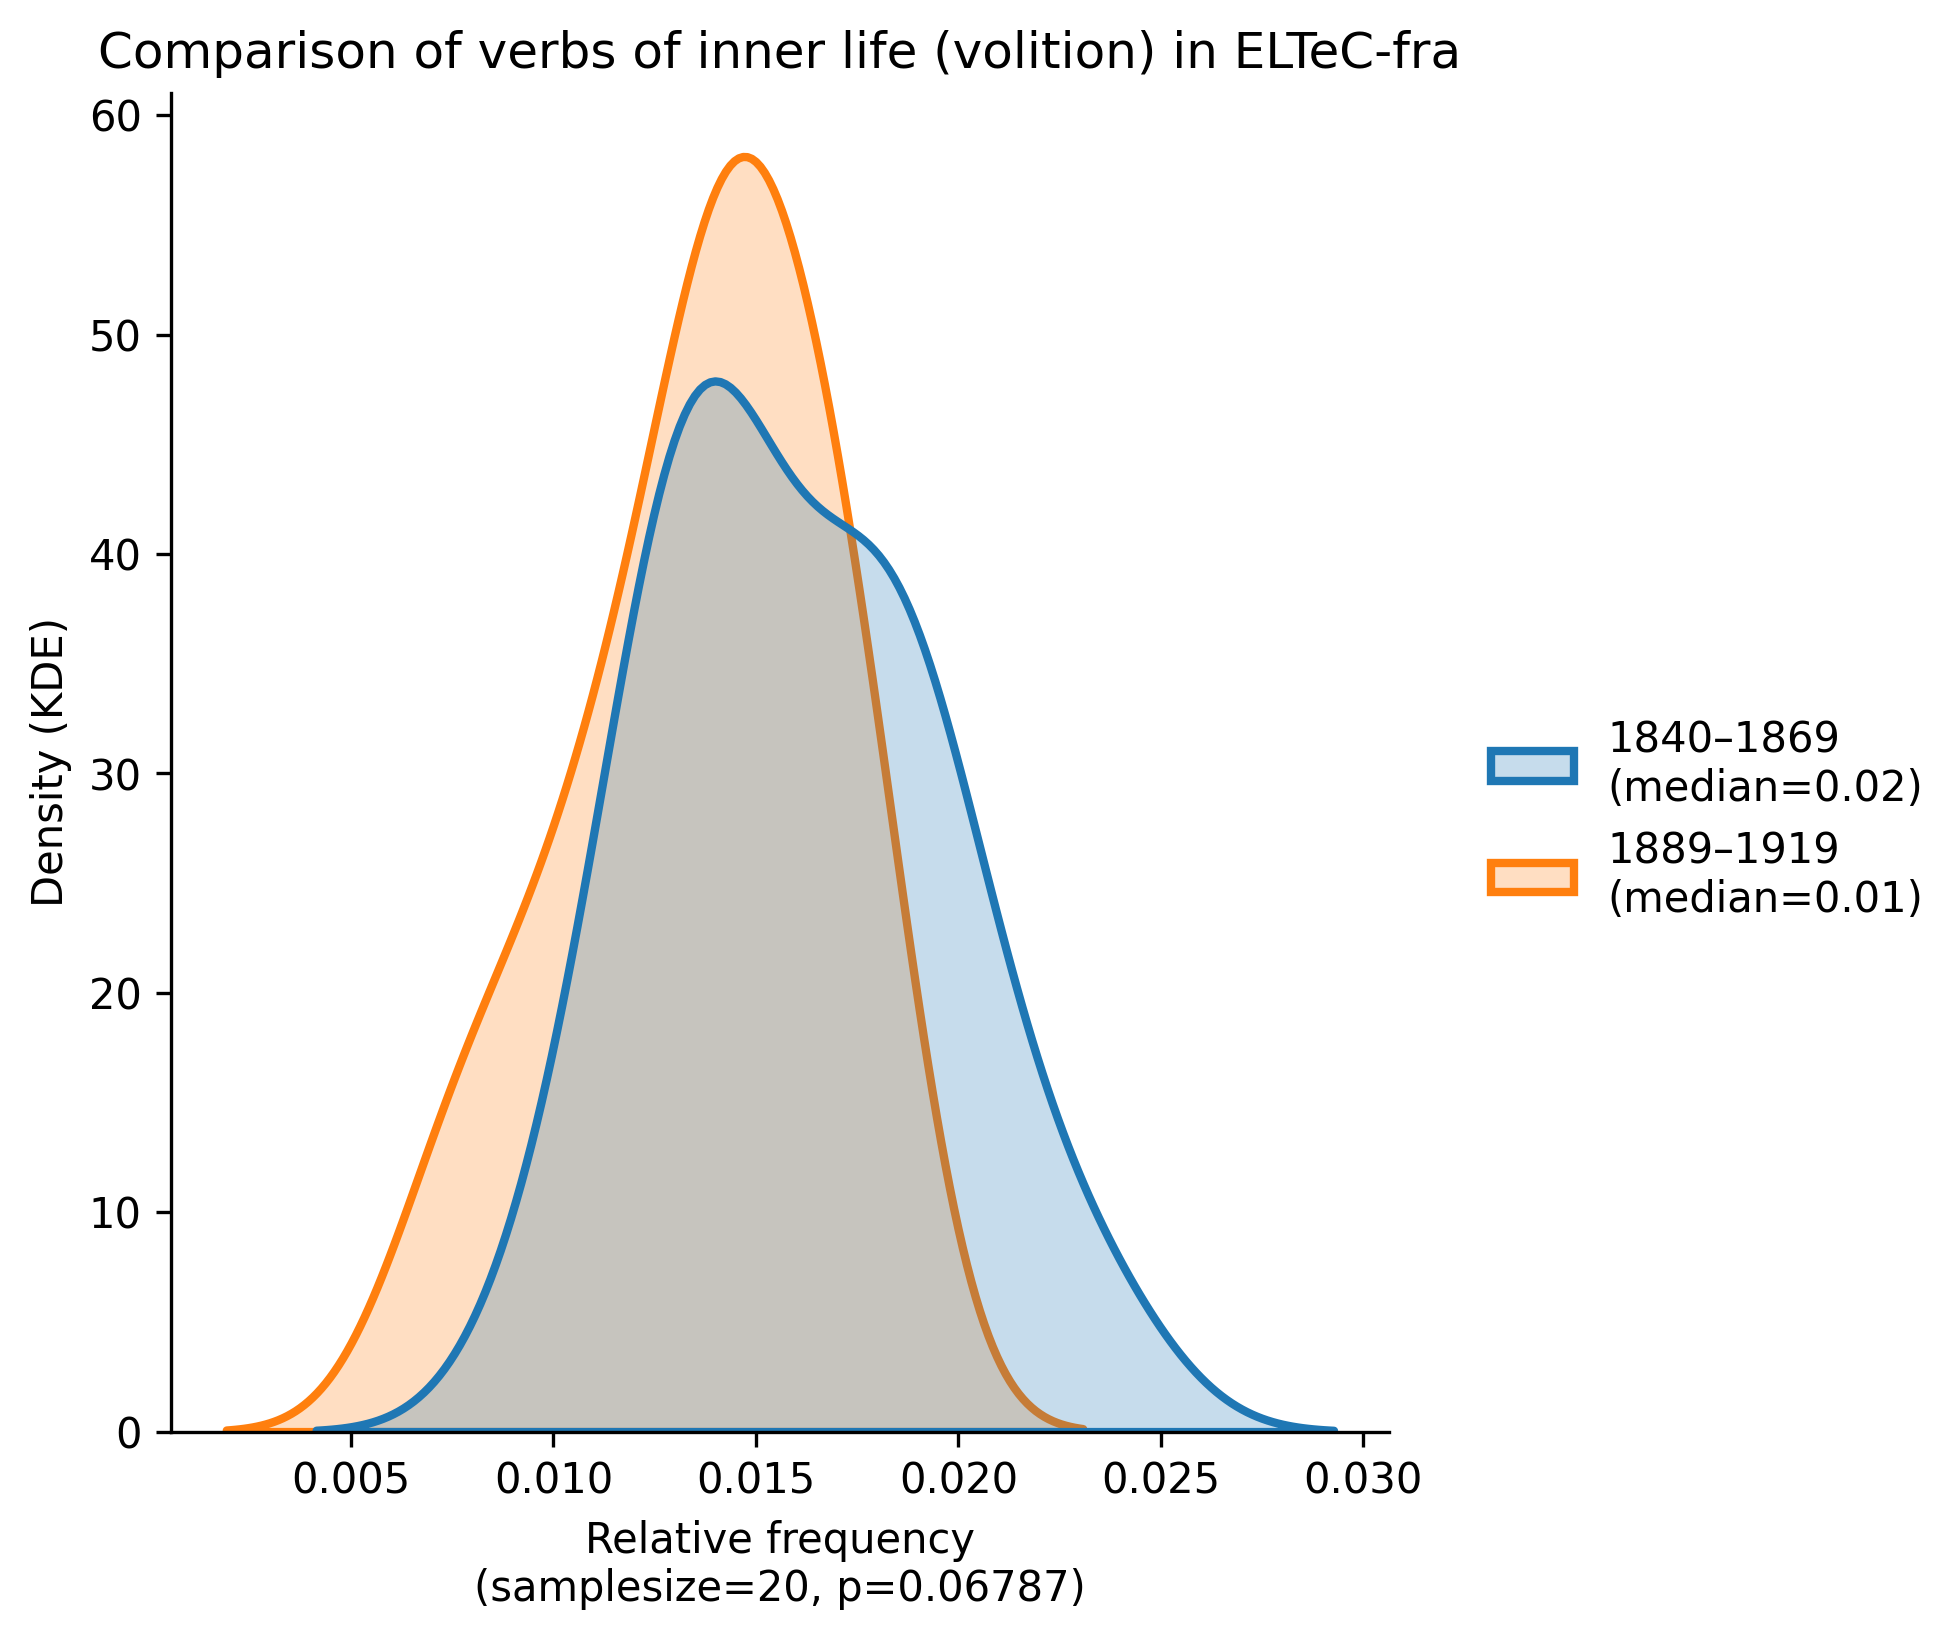 Comparison of verbs of inner life (volition) in ELTeC-fra
60
50
40
30
20
10
0
Density (KDE)
0.005 0.010 0.015 0.020 0.025 0.030
Relative frequency
(samplesize=20, p=0.06787)
1840–1869
(median=0.02)
1889–1919
(median=0.01)